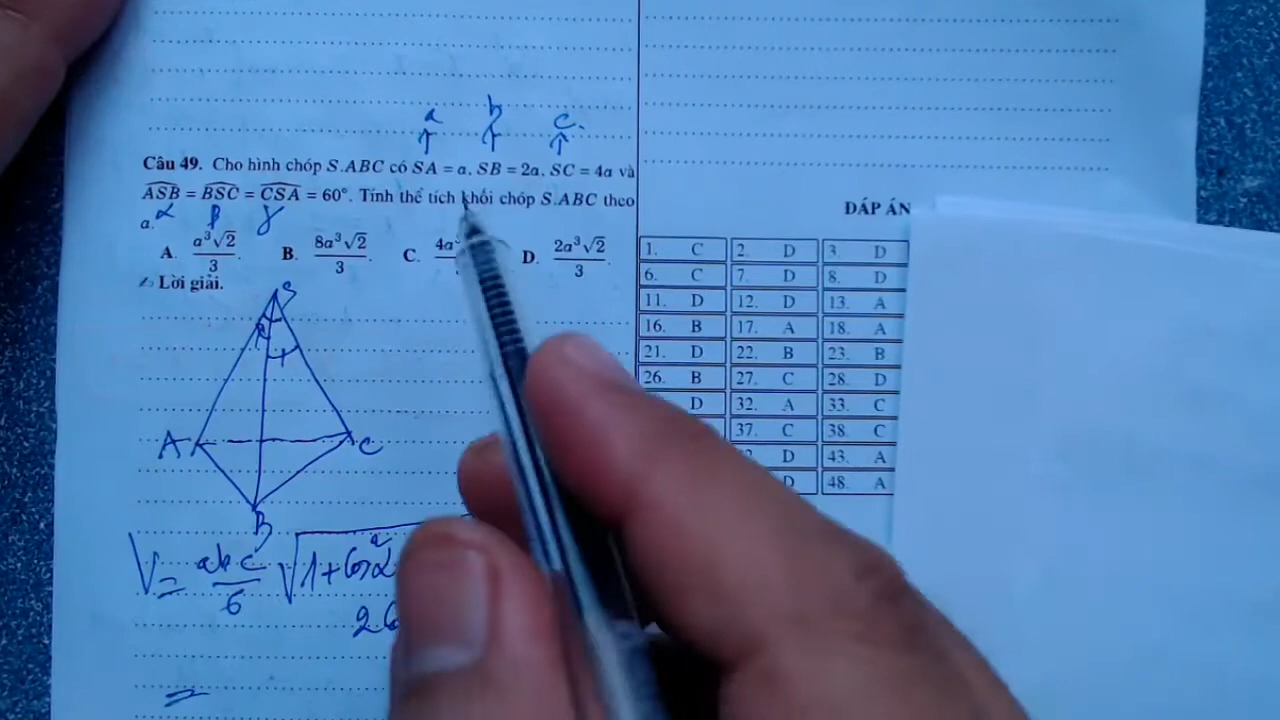 a b c.
Câu 49. Cho hình chóp S.ABC có SA = a, SB = 2a, SC = 4a và
ASB = BSC = CSA = 60°. Tính thể tích khối chóp S.ABC theo
a. α β γ
A. a³√2/3. B. 8a³√2/3. C. 4a D. 2a³√2/3.
Lời giải.
S
A C
B
V = abc/6 √1+Cos²α
2C
=
ĐÁP ÁN
1. C 2. D 3. D
6. C 7. D 8. D
11. D 12. D 13. A
16. B 17. A 18. A
21. D 22. B 23. B
26. B 27. C 28. D
D 32. A 33. C
37. C 38. C
D 43. A
D 48. A